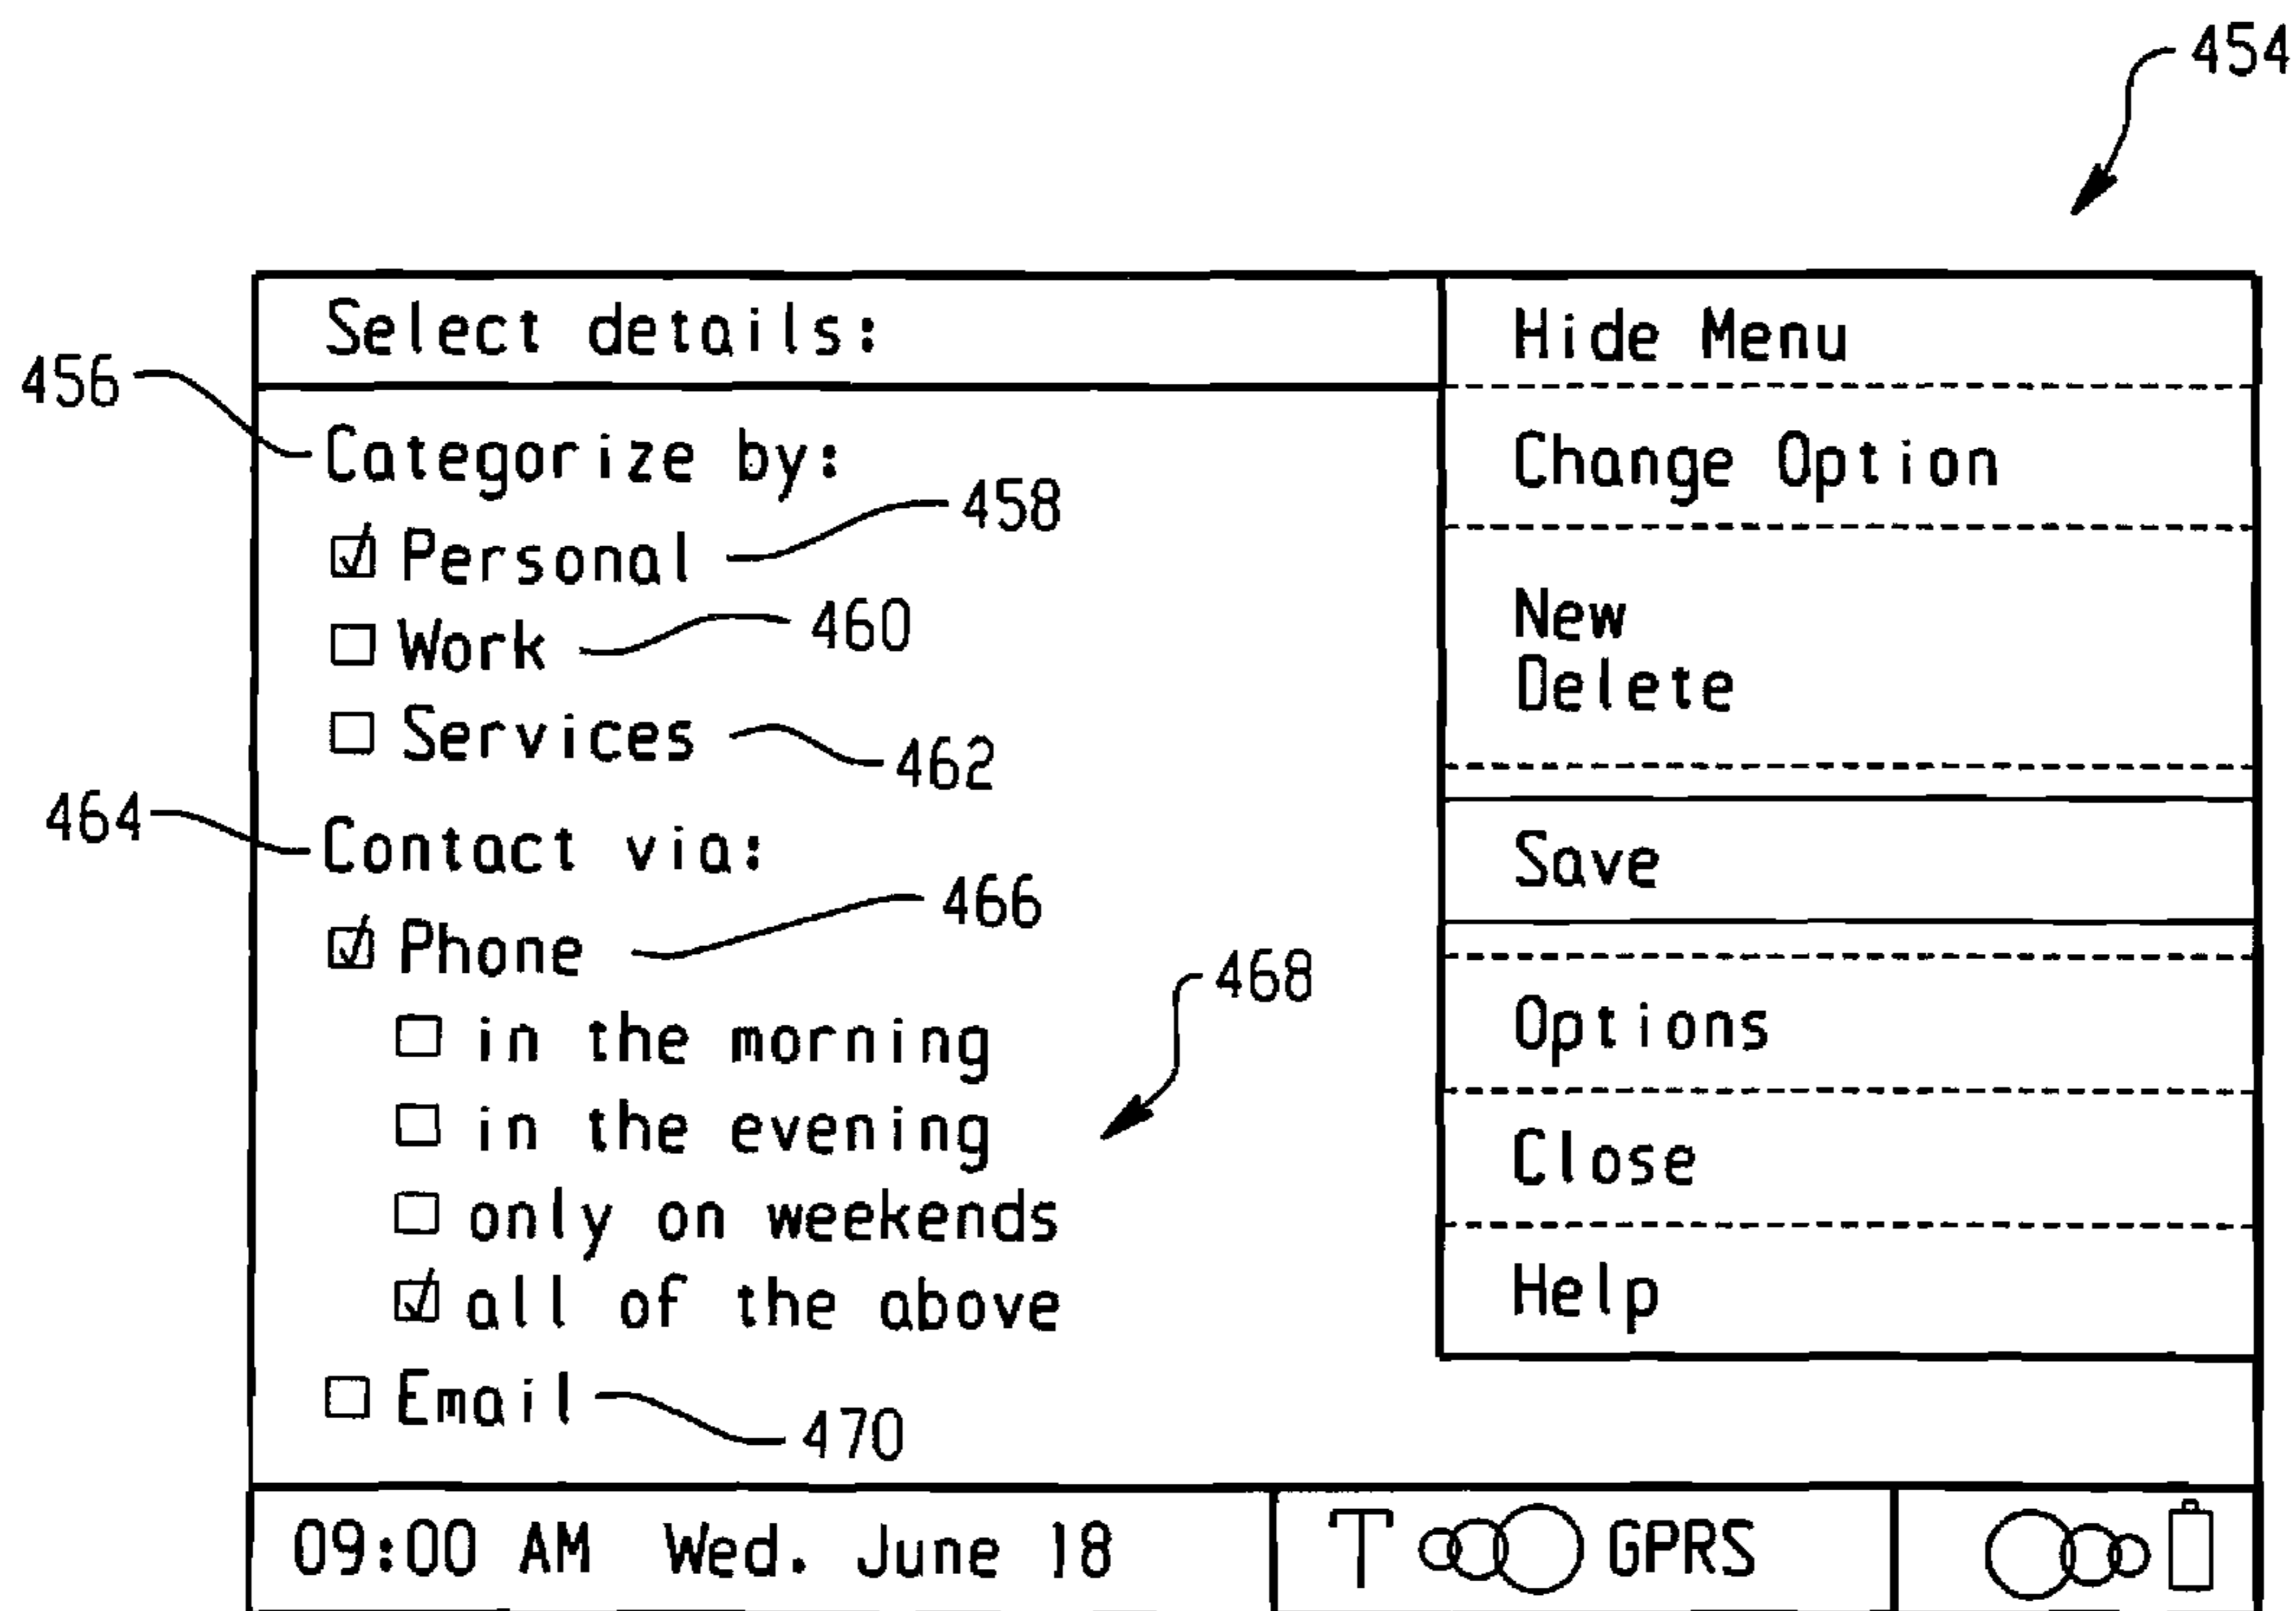 454
Select details:
456
Categorize by:
Personal
458
Work
460
Services
462
464
Contact via:
Phone
466
468
in the morning
in the evening
only on weekends
all of the above
Email
470
Hide Menu
Change Option
New
Delete
Save
Options
Close
Help
09:00 AM Wed. June 18
GPRS